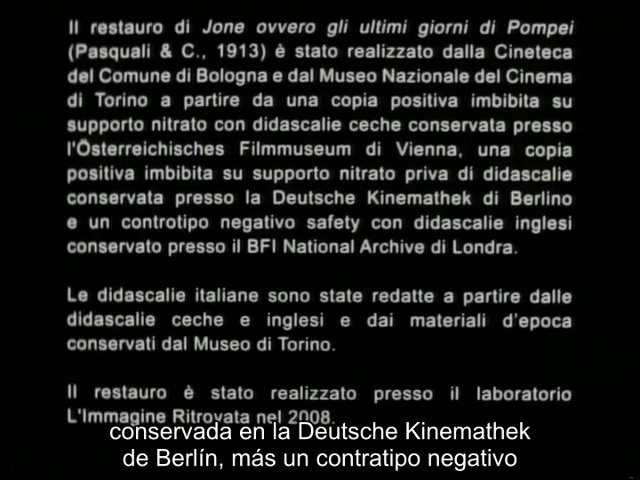 Il restauro di Jone ovvero gli ultimi giorni di Pompei
(Pasquali & C., 1913) è stato realizzato dalla Cineteca
del Comune di Bologna e dal Museo Nazionale del Cinema
di Torino a partire da una copia positiva imbibita su
supporto nitrato con didascalie ceche conservata presso
l'Österreichisches Filmmuseum di Vienna, una copia
positiva imbibita su supporto nitrato priva di didascalie
conservata presso la Deutsche Kinemathek di Berlino
e un controtipo negativo safety con didascalie inglesi
conservato presso il BFI National Archive di Londra.
Le didascalie italiane sono state redatte a partire dalle
didascalie ceche e inglesi e dai materiali d'epoca
conservati dal Museo di Torino.
Il restauro è stato realizzato presso il laboratorio
L'Immagine Ritrovata nel 2008.
conservada en la Deutsche Kinemathek
de Berlín, más un contratipo negativo